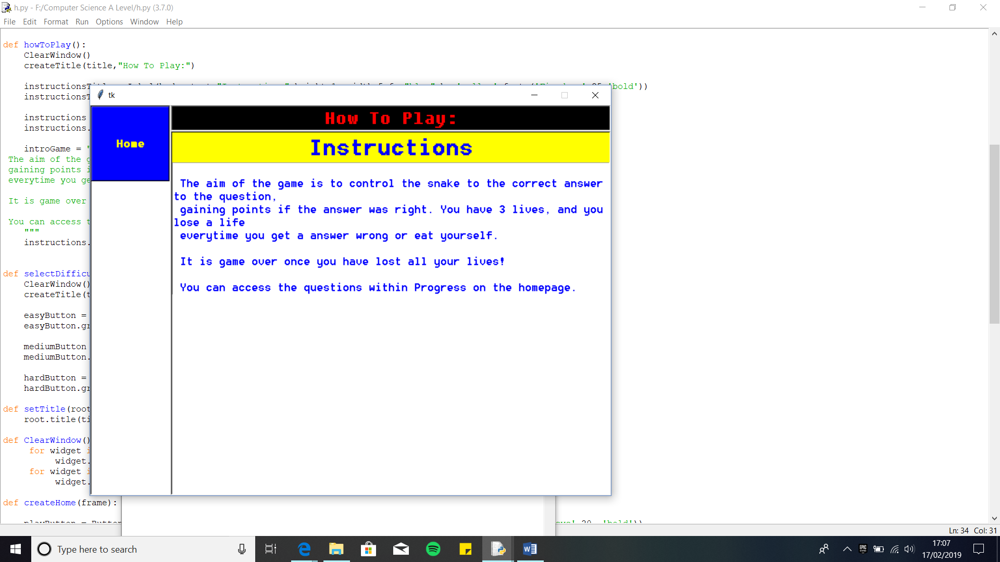 h.py - F:/Computer Science A Level/h.py (3.7.0)
File Edit Format Run Options Window Help
def howToPlay():
ClearWindow()
createTitle(title,"How To Play:")
bold'))
tk
Home
How To Play:
Instructions
The aim of the game is to control the snake to the correct answer
to the question,
gaining points if the answer was right. You have 3 lives, and you
lose a life
everytime you get a answer wrong or eat yourself.
It is game over once you have lost all your lives!
You can access the questions within Progress on the homepage.
instructions
instructions.
introGame = '
The aim of the
gaining points
everytime you ge
It is game over
You can access
"""
instructions.
def selectDifficu
ClearWindow()
createTitle(t
easyButton =
easyButton.gr
mediumButton
mediumButton.
hardButton =
hardButton.gr
def setTitle(root
root.title(ti
def ClearWindow()
for widget
widget.
for widget
widget.
def createHome(frame):
Ln: 34 Col: 31
Type here to search
17:07
17/02/2019